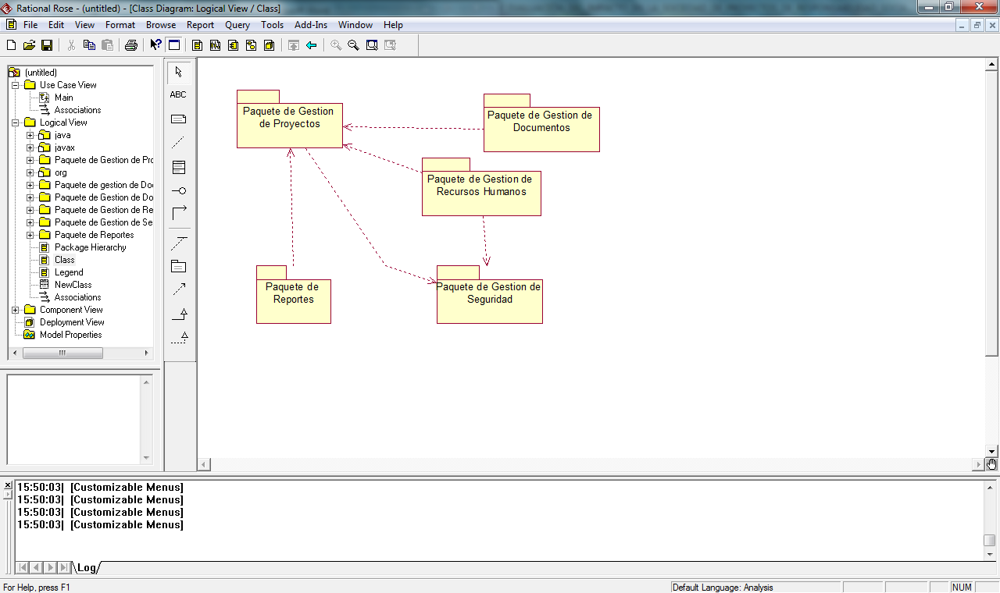 Rational Rose - (untitled) - [Class Diagram: Logical View / Class]
File Edit View Format Browse Report Query Tools Add-Ins Window Help
(untitled)
Use Case View
Main
Associations
Logical View
java
javax
Paquete de Gestion de Pro
org
Paquete de gestion de Do
Paquete de Gestion de Do
Paquete de Gestion de Re
Paquete de Gestion de Se
Paquete de Reportes
Package Hierarchy
Class
Legend
NewClass
Associations
Component View
Deployment View
Model Properties
ABC
Paquete de Gestion
de Proyectos
Paquete de Gestion de
Documentos
Paquete de Gestion de
Recursos Humanos
Paquete de
Reportes
Paquete de Gestion de
Seguridad
15:50:03| [Customizable Menus]
15:50:03| [Customizable Menus]
15:50:03| [Customizable Menus]
15:50:03| [Customizable Menus]
Log
For Help, press F1
Default Language: Analysis
NUM